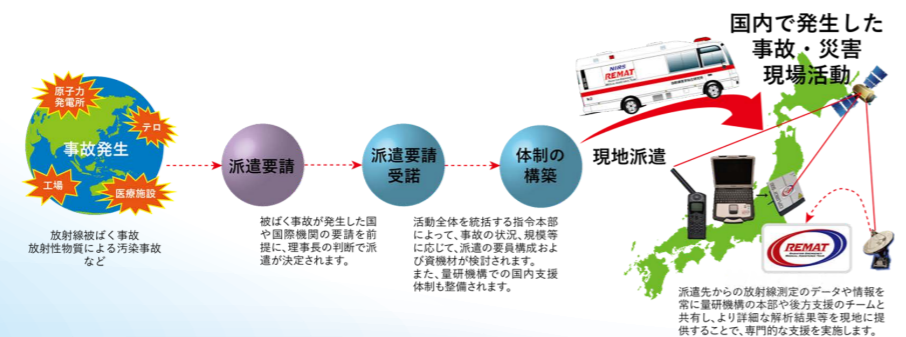 原子力
発電所
テロ
事故発生
工場
医療施設
放射線被ばく事故
放射性物質による汚染事故
など
派遣要請
被ばく事故が発生した国
や国際機関の要請を前
提に、理事長の判断で派
遣が決定されます。
派遣要請
受諾
活動全体を統括する指令本部
によって、事故の状況、規模等
に応じて、派遣の要員構成およ
び資機材が検討されます。
また、量研機構での国内支援
体制も整備されます。
体制の
構築
NIRS
REMAT
現地派遣
国内で発生した
事故・災害
現場活動
REMAT
派遣先からの放射線測定のデータや情報を
常に量研機構の本部や後方支援のチームと
共有し、より詳細な解析結果等を現地に提
供することで、専門的な支援を実施します。